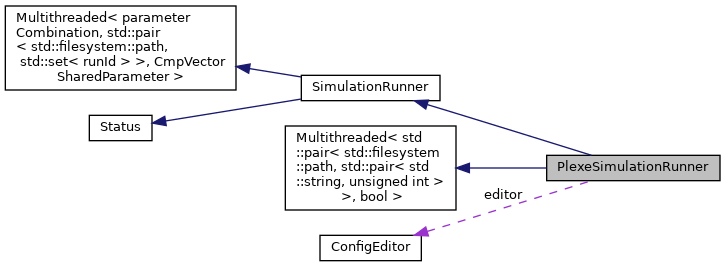 Multithreaded< parameter
Combination, std::pair
< std::filesystem::path,
std::set< runId > >, CmpVector
SharedParameter >
SimulationRunner
Status
Multithreaded< std
::pair< std::filesystem
::path, std::pair< std
::string, unsigned int >
>, bool >
PlexeSimulationRunner
editor
ConfigEditor